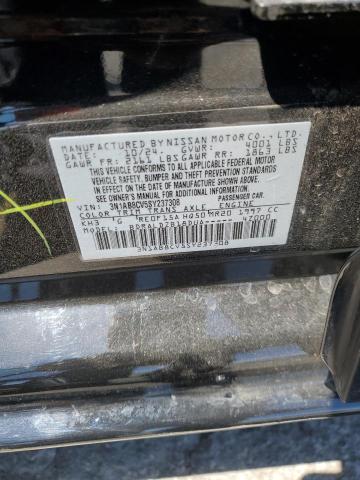 MANUFACTURED BY NISSAN MOTOR CO., LTD.
DATE: 10/24 GVWR: 4001 LBS
GAWR FR: 2161 LBS GAWR RR: 1863 LBS
THIS VEHICLE CONFORMS TO ALL APPLICABLE FEDERAL MOTOR
VEHICLE SAFETY, BUMPER AND THEFT PREVENTION STANDARDS
IN EFFECT ON THE DATE OF MANUFACTURE SHOWN ABOVE.
SEE OWNER'S MANUAL FOR ADDITIONAL INFORMATION.
VIN: 3N1AB8CV5SY237308 PASSENGER CAR.
COLOR TRIM TRANS AXLE ENGINE
KH3 G RE0F15A HQ50 MR20 1997 CC
MODEL: 47093
3N1AB8CV5SY237308